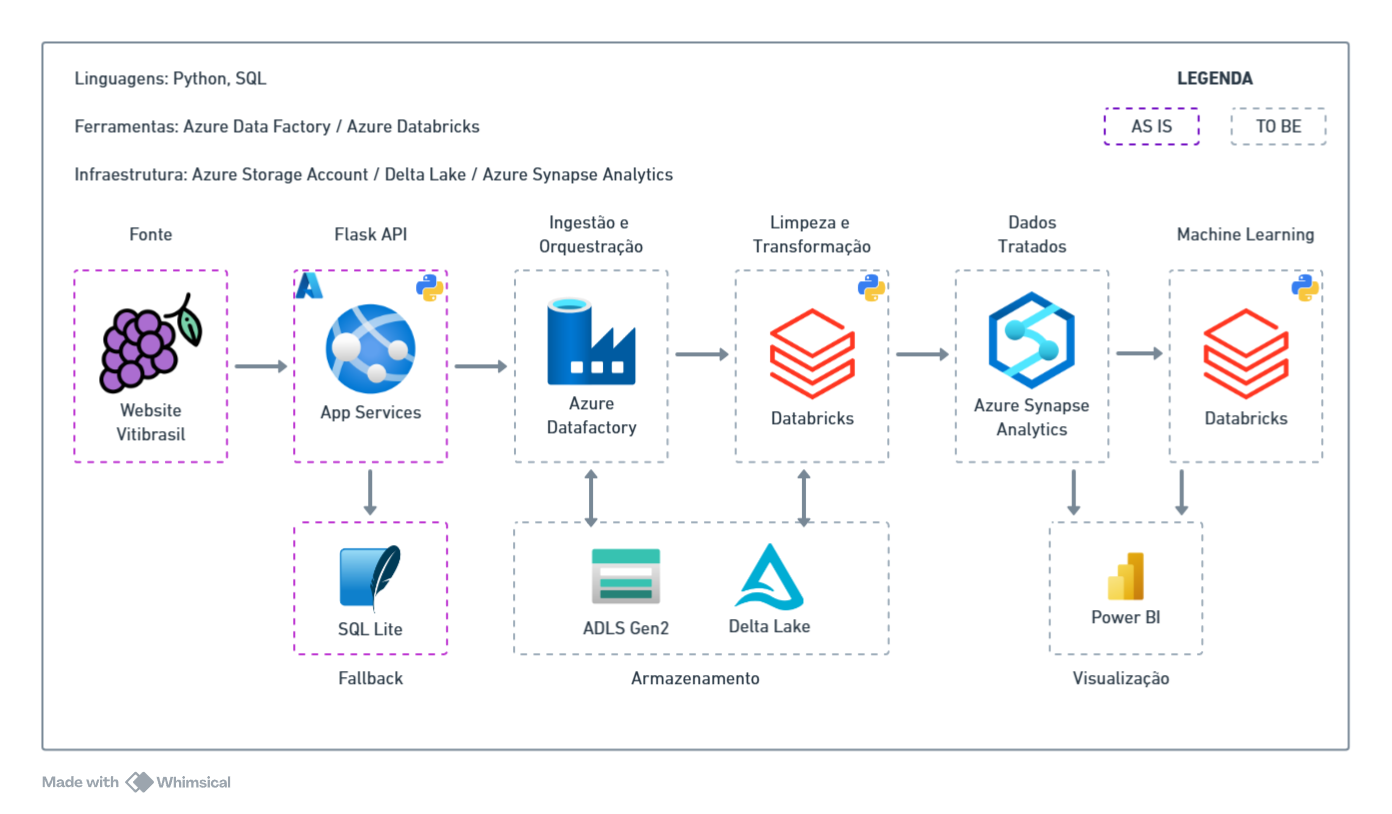 Linguagens: Python, SQL
LEGENDA
Ferramentas: Azure Data Factory / Azure Databricks
AS IS
TO BE
Infraestrutura: Azure Storage Account / Delta Lake / Azure Synapse Analytics
Fonte
Flask API
Ingestão e
Orquestração
Limpeza e
Transformação
Dados
Tratados
Machine Learning
Website
Vitibrasil
App Services
Azure
Datafactory
Databricks
Azure Synapse
Analytics
Databricks
SQL Lite
ADLS Gen2
Delta Lake
Power BI
Fallback
Armazenamento
Visualização
Made with Whimsical